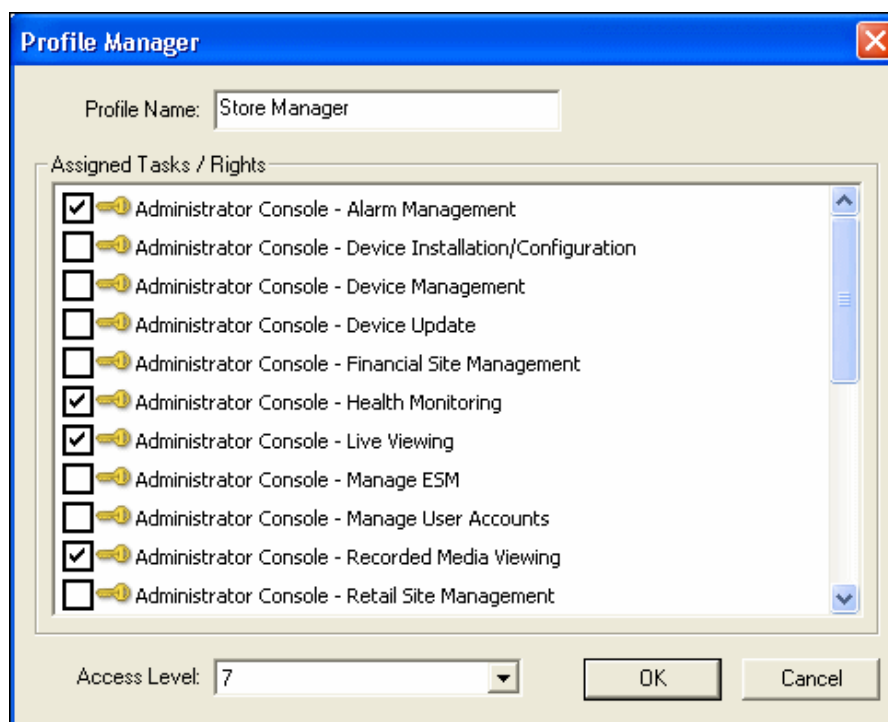 Profile Manager
Profile Name: Store Manager
Assigned Tasks / Rights
Administrator Console - Alarm Management
Administrator Console - Device Installation/Configuration
Administrator Console - Device Management
Administrator Console - Device Update
Administrator Console - Financial Site Management
Administrator Console - Health Monitoring
Administrator Console - Live Viewing
Administrator Console - Manage ESM
Administrator Console - Manage User Accounts
Administrator Console - Recorded Media Viewing
Administrator Console - Retail Site Management
Access Level: 7 OK Cancel